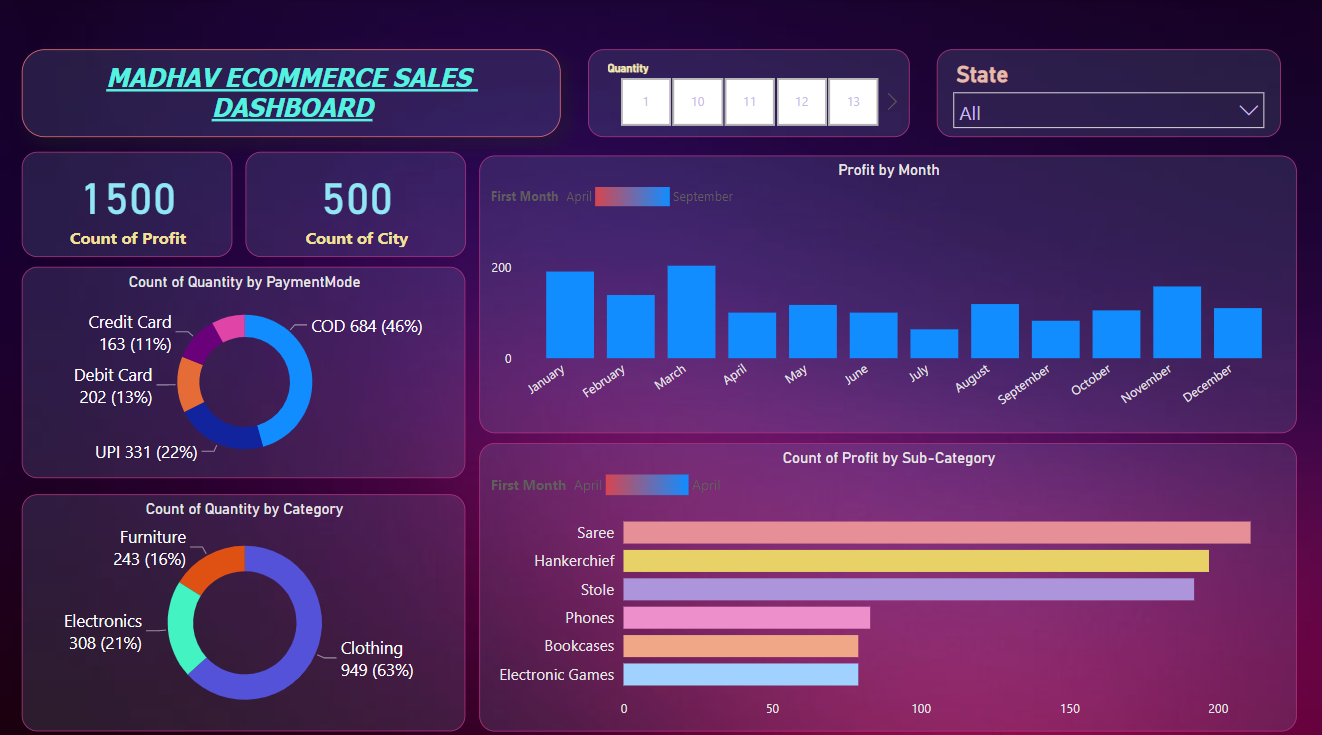 MADHAV ECOMMERCE SALES
DASHBOARD
Quantity
1 10 11 12 13
State
All
1500
Count of Profit
500
Count of City
Profit by Month
First Month April September
200
0
January February March April May June July August September October November December
Count of Quantity by PaymentMode
Credit Card
163 (11%)
COD 684 (46%)
Debit Card
202 (13%)
UPI 331 (22%)
Count of Profit by Sub-Category
First Month April April
Saree
Hankerchief
Stole
Phones
Bookcases
Electronic Games
0 50 100 150 200
Count of Quantity by Category
Furniture
243 (16%)
Electronics
308 (21%)
Clothing
949 (63%)